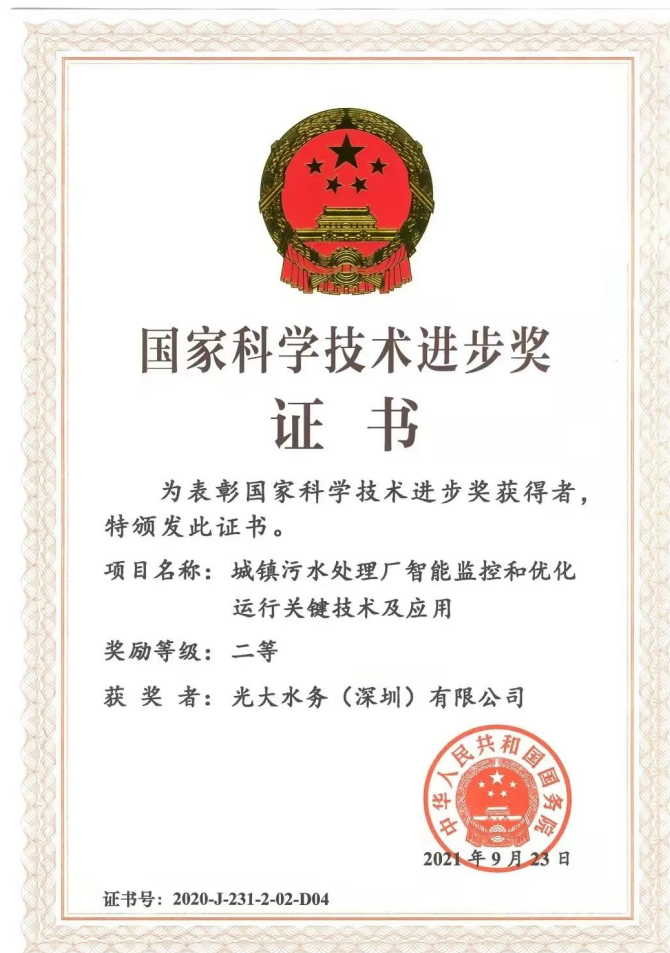 国家科学技术进步奖
证 书
为表彰国家科学技术进步奖获得者，
特颁发此证书。
项目名称：城镇污水处理厂智能监控和优化
运行关键技术及应用
奖励等级：二等
获 奖 者：光大水务（深圳）有限公司
中华人民共和国国务院
2021 年 9 月 23 日
证书号：2020-J-231-2-02-D04